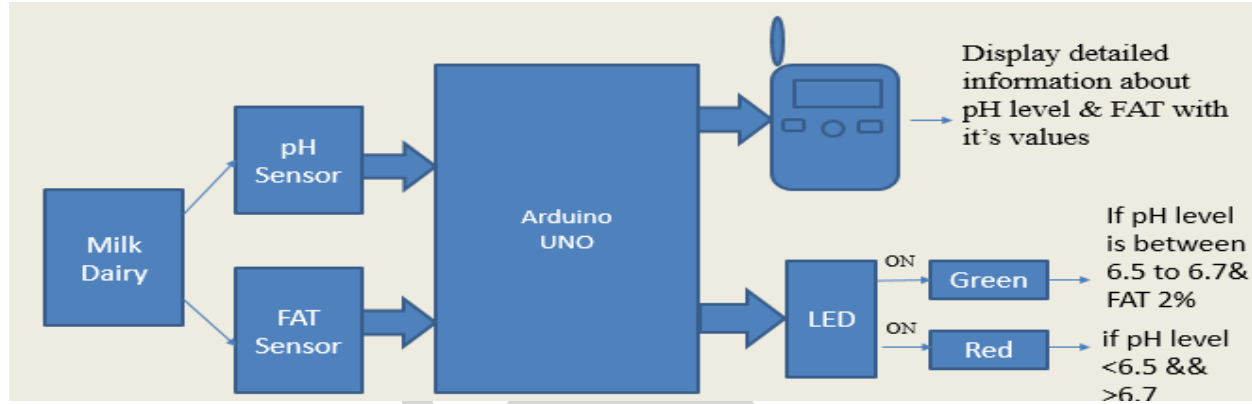 Milk
Dairy
pH
Sensor
FAT
Sensor
Arduino
UNO
Display detailed
information about
pH level & FAT with
it's values
LED
ON
Green
If pH level
is between
6.5 to 6.7&
FAT 2%
ON
Red
if pH level
<6.5 &&
>6.7